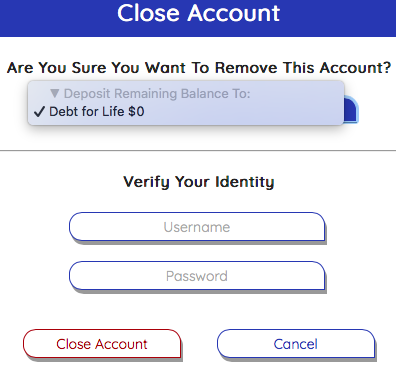 Close Account
Are You Sure You Want To Remove This Account?
▼ Deposit Remaining Balance To:
✓ Debt for Life $0
Verify Your Identity
Username
Password
Close Account
Cancel